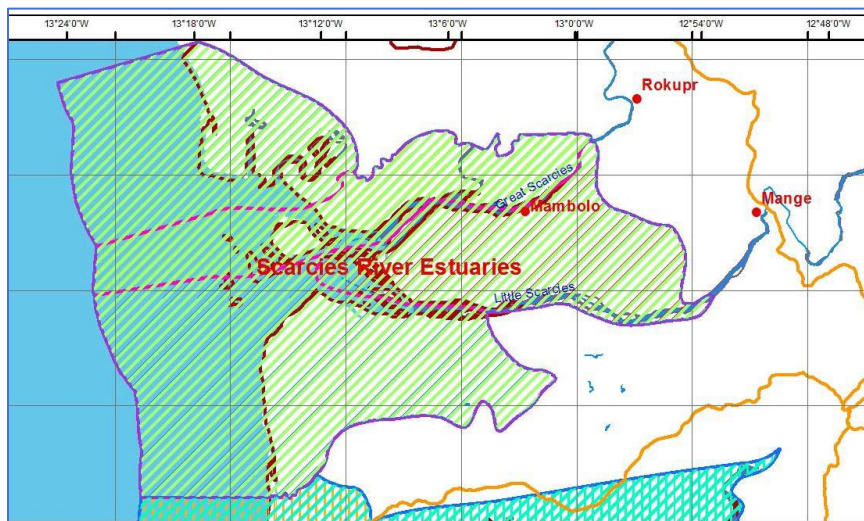 13°24'0"W 13°18'0"W 13°12'0"W 13°6'0"W 13°0'0"W 12°54'0"W 12°48'0"W
Rokupr
Great Scarcies
Mambolo
Mange
Scarcies River Estuaries
Little Scarcies